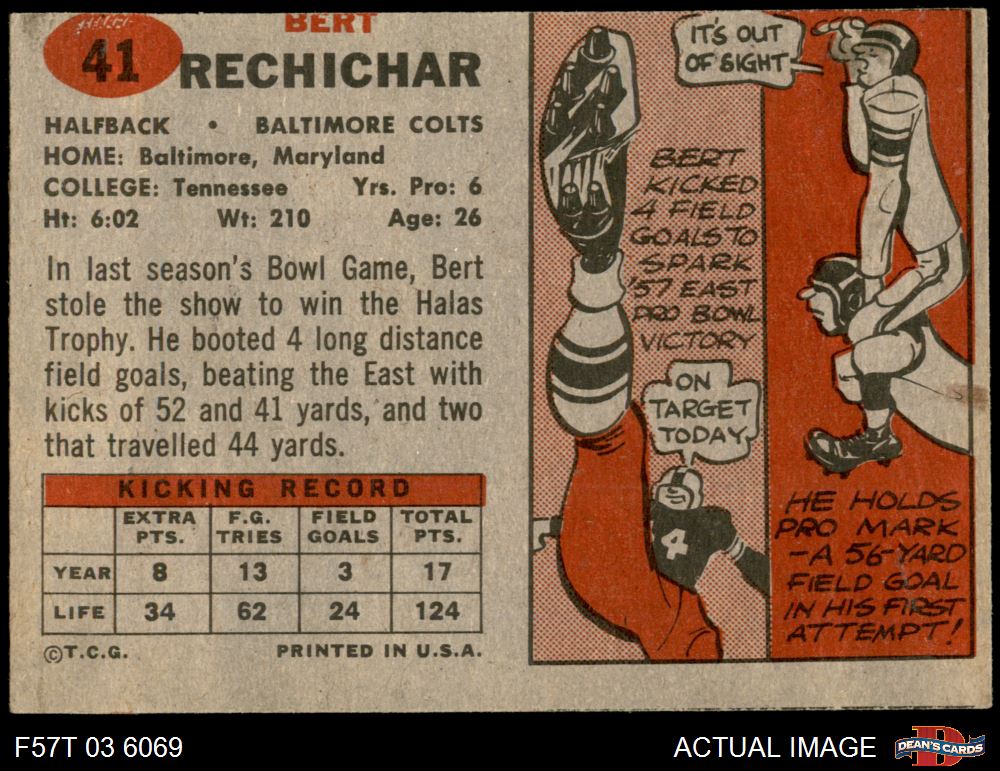 41
BERT
RECHICHAR
HALFBACK • BALTIMORE COLTS
HOME: Baltimore, Maryland
COLLEGE: Tennessee Yrs. Pro: 6
Ht: 6:02 Wt: 210 Age: 26
In last season's Bowl Game, Bert
stole the show to win the Halas
Trophy. He booted 4 long distance
field goals, beating the East with
kicks of 52 and 41 yards, and two
that travelled 44 yards.
KICKING RECORD
EXTRA PTS. F.G. TRIES FIELD GOALS TOTAL PTS.
YEAR 8 13 3 17
LIFE 34 62 24 124
©T.C.G. PRINTED IN U.S.A.
BERT
KICKED
4 FIELD
GOALS TO
SPARK
'57 EAST
PRO BOWL
VICTORY
ON
TARGET
TODAY
4
IT'S OUT
OF SIGHT
HE HOLDS
PRO MARK
-A 56-YARD
FIELD GOAL
IN HIS FIRST
ATTEMPT!
F57T 03 6069 ACTUAL IMAGE
D
DEAN'S CARDS